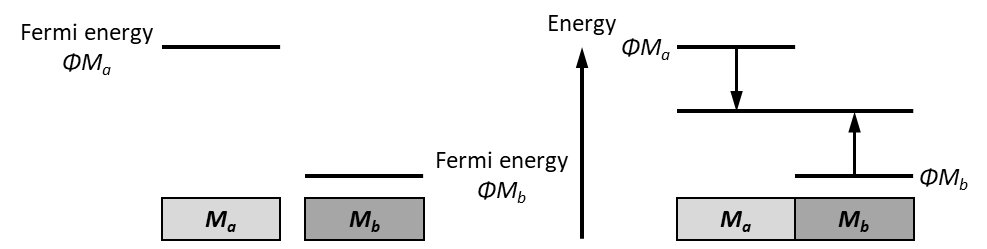 Fermi energy
ΦMa
Fermi energy
ΦMb
Ma
Mb
Energy
ΦMa
ΦMb
Ma
Mb